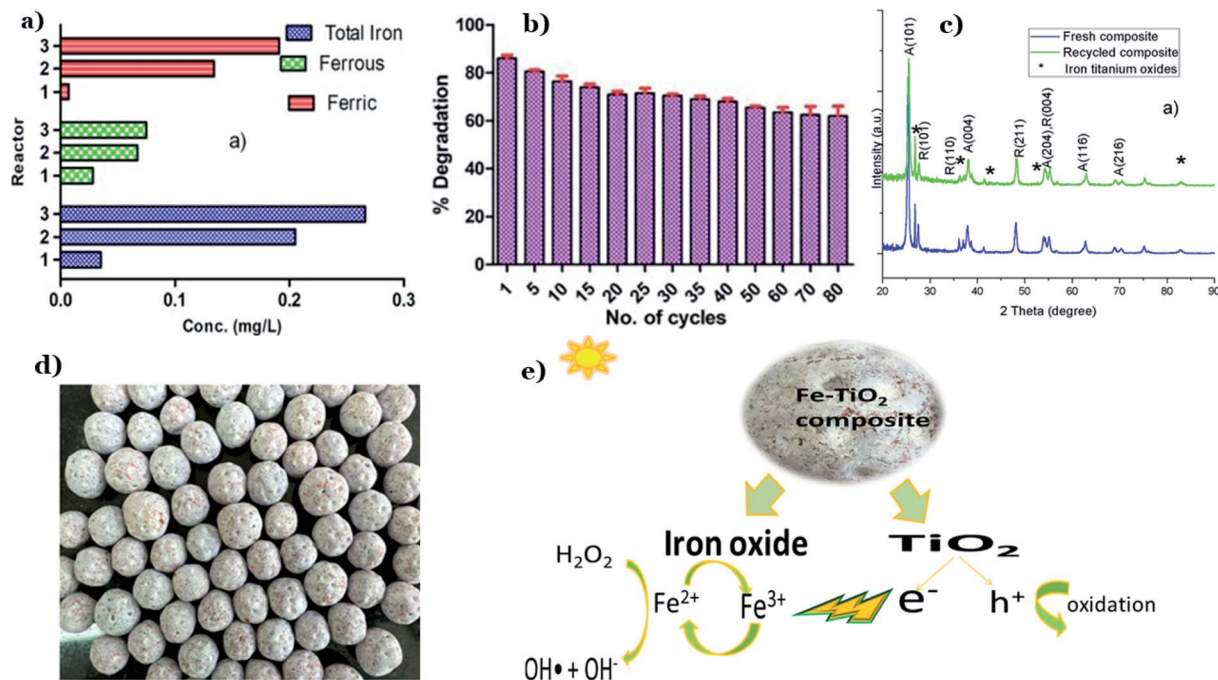 a)
Total Iron
Ferrous
Ferric
a)
Reactor
3
2
1
3
2
1
3
2
1
0.0 0.1 0.2 0.3
Conc. (mg/L)
b)
% Degradation
100
80
60
40
20
0
1 5 10 15 20 25 30 35 40 50 60 70 80
No. of cycles
c)
Fresh composite
Recycled composite
* Iron titanium oxides
a)
Intensity (a.u.)
A(101)
*
R(101)
R(110)
*
A(004)
*
R(211)
*
A(204),R(004)
A(116)
A(216)
*
20 30 40 50 60 70 80 90
2 Theta (degree)
d)
e)
Fe-TiO₂
composite
Iron oxide
TiO₂
H₂O₂
Fe²⁺
Fe³⁺
e⁻
h⁺
oxidation
OH• + OH⁻